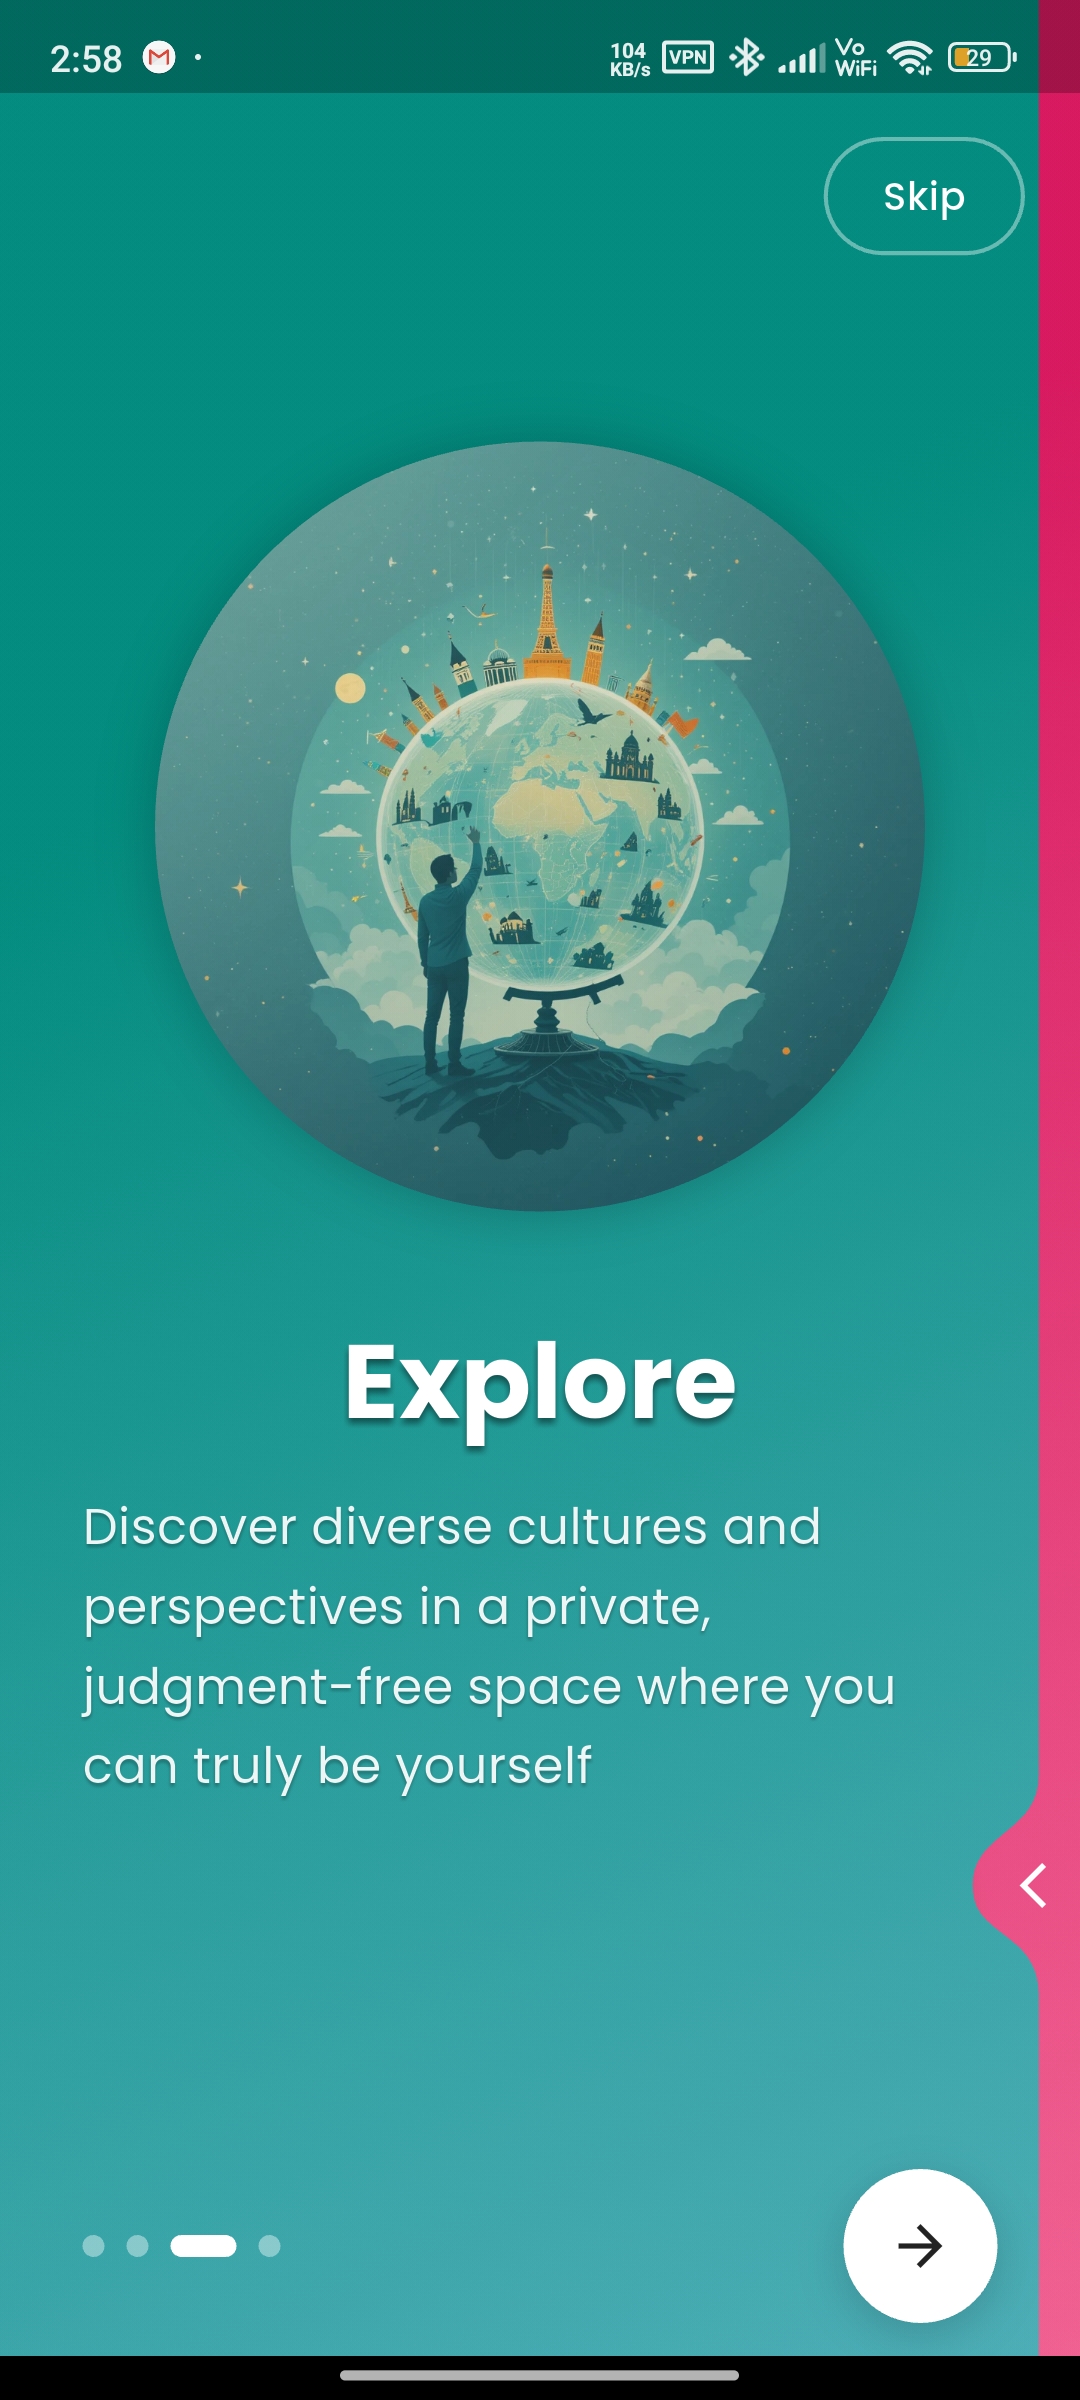 2:58
104
KB/s
VPN
Vo
WiFi
29
Skip
Explore
Discover diverse cultures and
perspectives in a private,
judgment-free space where you
can truly be yourself